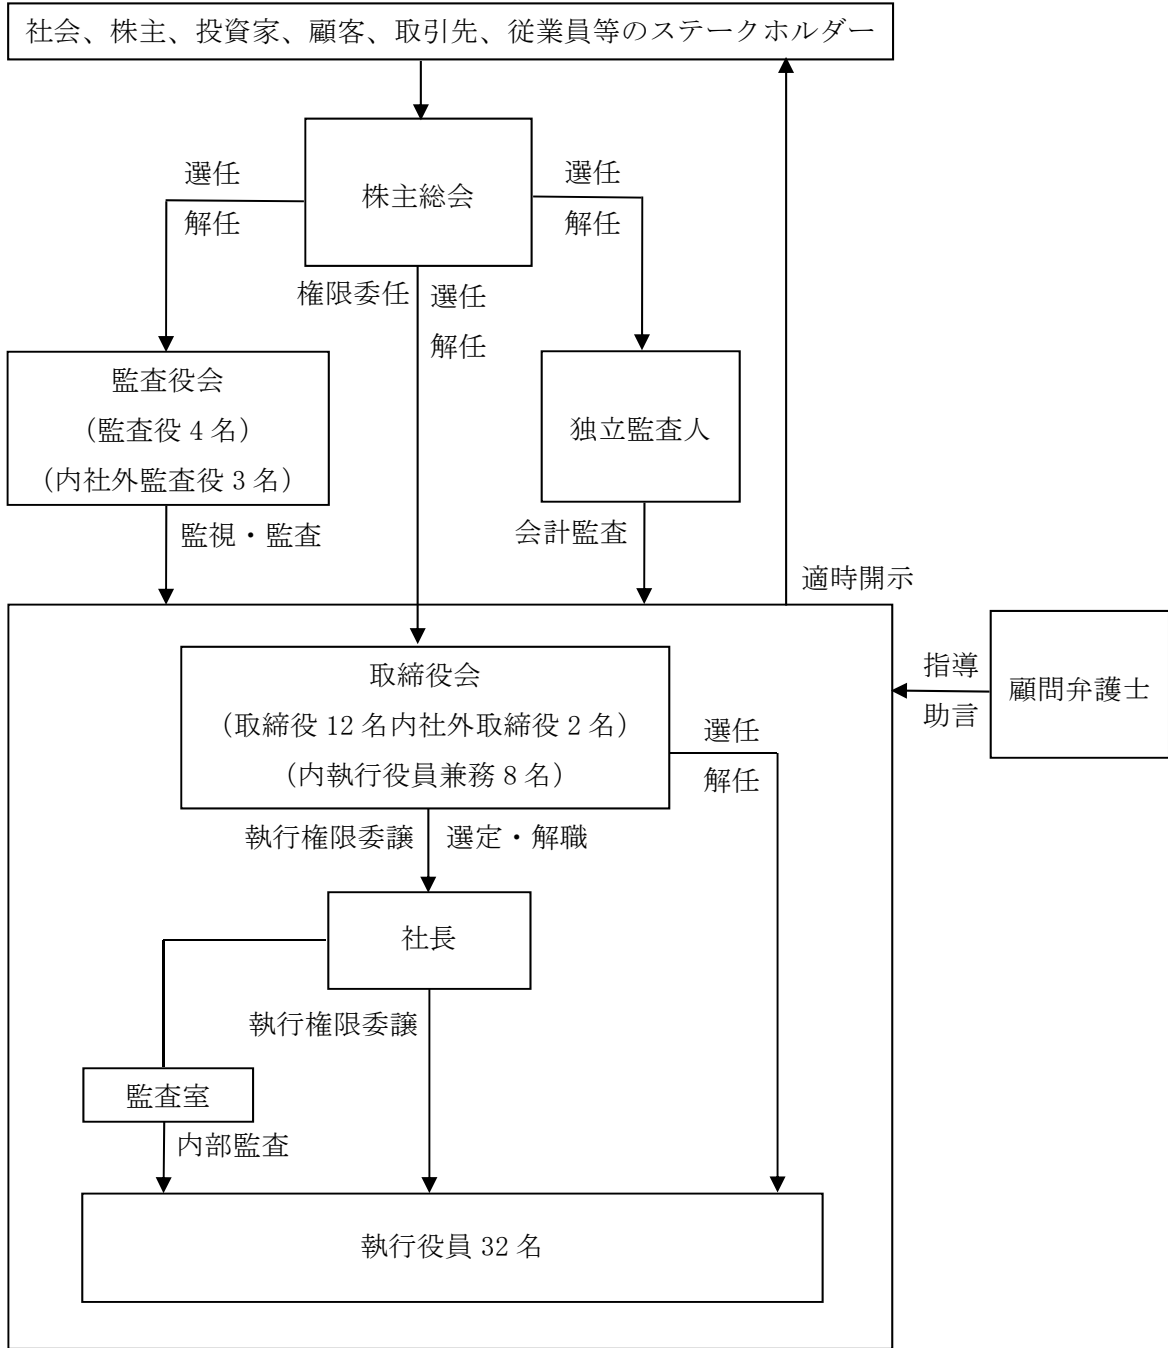 社会、株主、投資家、顧客、取引先、従業員等のステークホルダー
株主総会
選任
解任
選任
解任
権限委任
選任
解任
監査役会
（監査役 4 名）
（内社外監査役 3 名）
独立監査人
監視・監査
会計監査
適時開示
取締役会
（取締役 12 名内社外取締役 2 名）
（内執行役員兼務 8 名）
選任
解任
指導
助言
顧問弁護士
執行権限委譲
選定・解職
社長
執行権限委譲
監査室
内部監査
執行役員 32 名